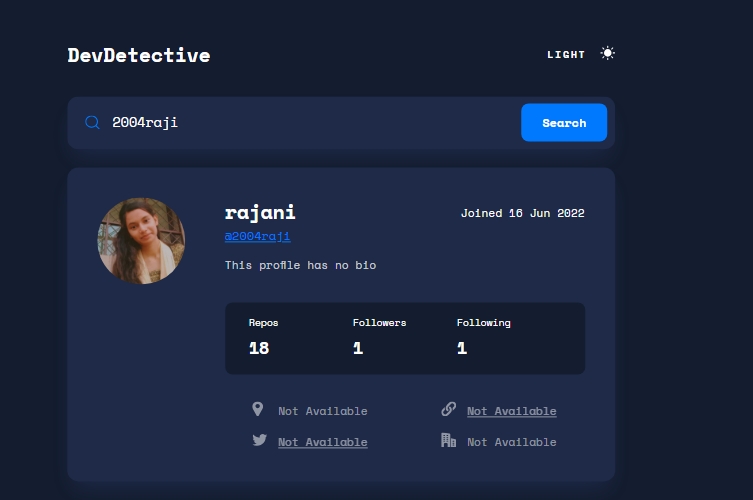 DevDetective
LIGHT
2004raji
Search
rajani
Joined 16 Jun 2022
@2004raji
This profile has no bio
Repos Followers Following
18 1 1
Not Available Not Available
Not Available Not Available